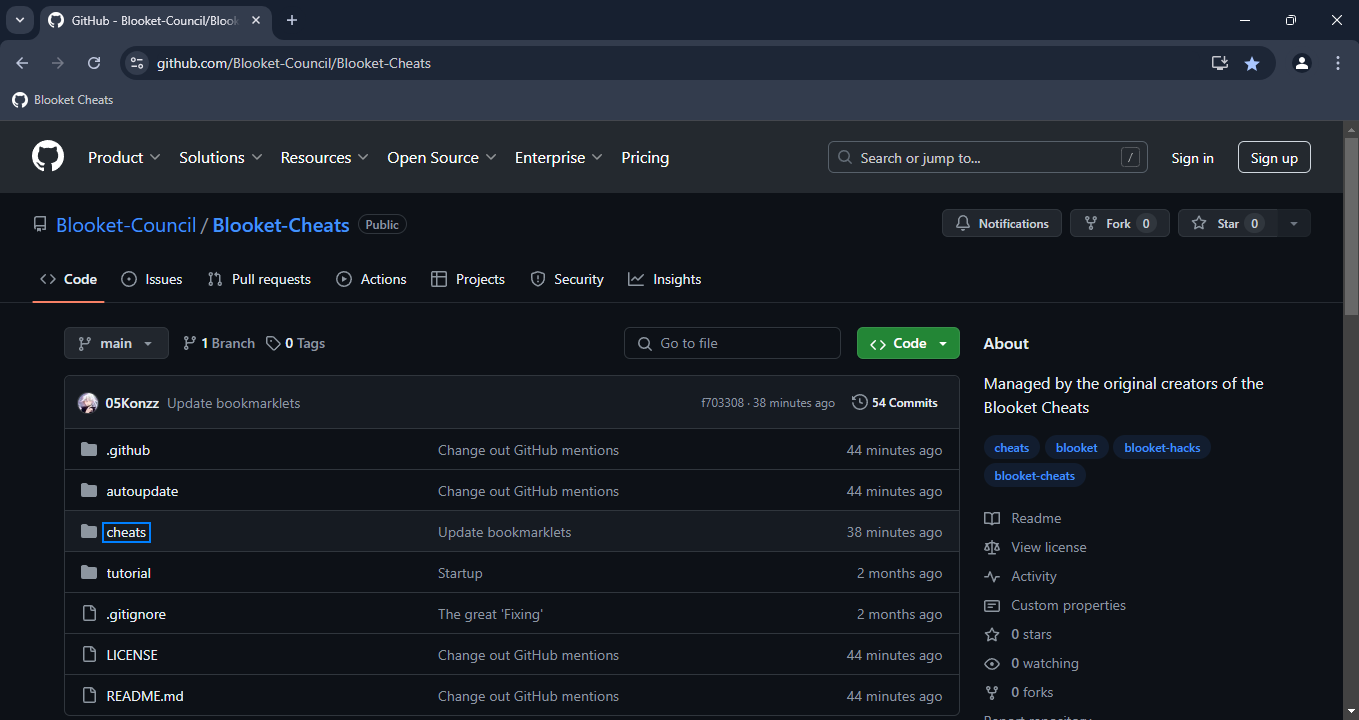 GitHub - Blooket-Council/Blook
github.com/Blooket-Council/Blooket-Cheats
Blooket Cheats
Product Solutions Resources Open Source Enterprise Pricing Search or jump to... / Sign in Sign up
Blooket-Council / Blooket-Cheats Public Notifications Fork 0 Star 0
Code Issues Pull requests Actions Projects Security Insights
main 1 Branch 0 Tags Go to file Code
05Konzz Update bookmarklets f703308 · 38 minutes ago 54 Commits
.github Change out GitHub mentions 44 minutes ago
autoupdate Change out GitHub mentions 44 minutes ago
cheats Update bookmarklets 38 minutes ago
tutorial Startup 2 months ago
.gitignore The great 'Fixing' 2 months ago
LICENSE Change out GitHub mentions 44 minutes ago
README.md Change out GitHub mentions 44 minutes ago
About
Managed by the original creators of the
Blooket Cheats
cheats blooket blooket-hacks
blooket-cheats
Readme
View license
Activity
Custom properties
0 stars
0 watching
0 forks
Report repository